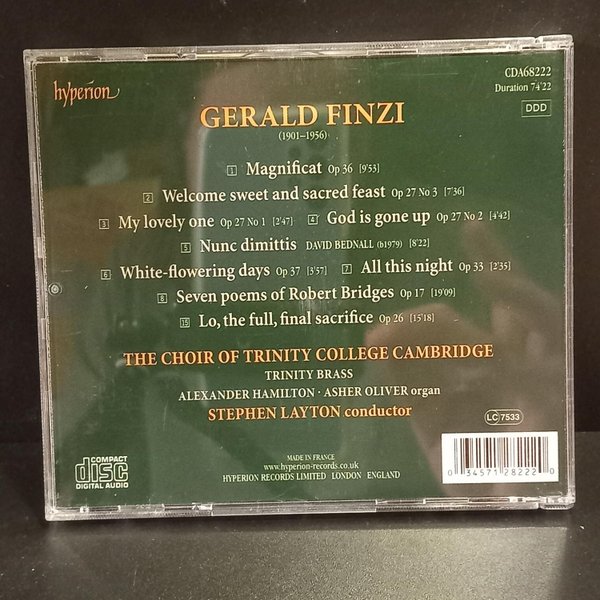 hyperion
CDA68222
Duration 74'22
DDD
GERALD FINZI
(1901–1956)
1 Magnificat Op 36 [9'53]
2 Welcome sweet and sacred feast Op 27 No 3 [7'36]
3 My lovely one Op 27 No 1 [2'47] 4 God is gone up Op 27 No 2 [4'42]
5 Nunc dimittis DAVID BEDNALL (b1979) [8'22]
6 White-flowering days Op 37 [3'57] 7 All this night Op 33 [2'35]
8 Seven poems of Robert Bridges Op 17 [19'09]
15 Lo, the full, final sacrifice Op 26 [15'18]
THE CHOIR OF TRINITY COLLEGE CAMBRIDGE
TRINITY BRASS
ALEXANDER HAMILTON · ASHER OLIVER organ
STEPHEN LAYTON conductor
LC 7533
COMPACT
disc
DIGITAL AUDIO
MADE IN FRANCE
www.hyperion-records.co.uk
HYPERION RECORDS LIMITED LONDON ENGLAND
0 34571 28222 0